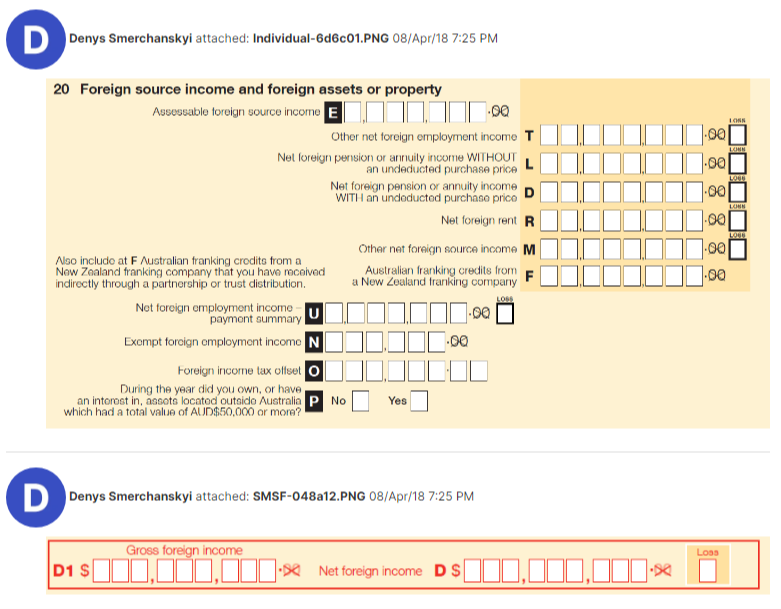 D
Denys Smerchanskyi attached: Individual-6d6c01.PNG 08/Apr/18 7:25 PM
20 Foreign source income and foreign assets or property
Assessable foreign source income E .00
LOSS
Other net foreign employment income T .00
LOSS
Net foreign pension or annuity income WITHOUT
an undeducted purchase price L .00
LOSS
Net foreign pension or annuity income
WITH an undeducted purchase price D .00
LOSS
Net foreign rent R .00
LOSS
Other net foreign source income M .00
Also include at F Australian franking credits from a
New Zealand franking company that you have received
indirectly through a partnership or trust distribution.
Australian franking credits from
a New Zealand franking company F .00
LOSS
Net foreign employment income –
payment summary U .00
Exempt foreign employment income N .00
Foreign income tax offset O .
During the year did you own, or have
an interest in, assets located outside Australia
which had a total value of AUD$50,000 or more? P No Yes
D
Denys Smerchanskyi attached: SMSF-048a12.PNG 08/Apr/18 7:25 PM
Gross foreign income
Loss
D1 $ , , .00 Net foreign income D $ , , .00